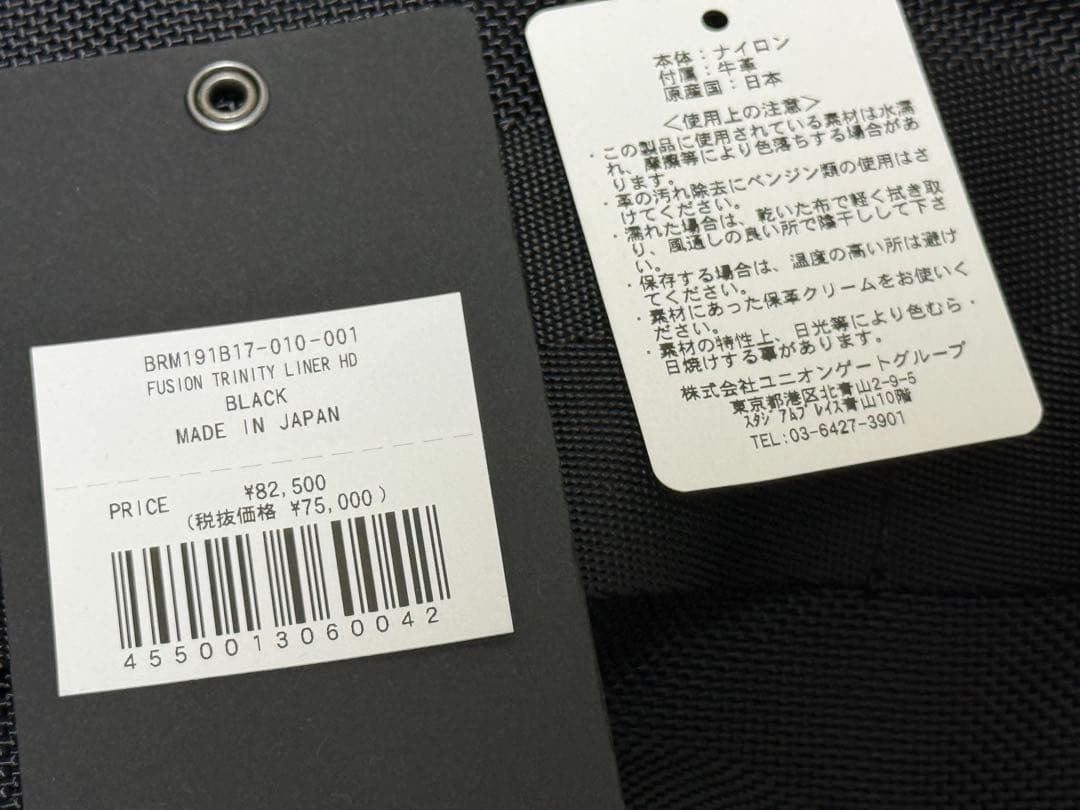 BRM191B17-010-001
FUSION TRINITY LINER HD
BLACK
MADE IN JAPAN
PRICE ¥82,500
(税抜価格 ¥75,000)
4550013060042
本体：ナイロン
付属：牛革
原産国：日本
＜使用上の注意＞
・この製品に使用されている素材は水濡
れ、摩擦等により色落ちする場合があ
ります。
・革の汚れ除去にベンジン類の使用はさ
けてください。
・濡れた場合は、乾いた布で軽く拭き取
り、風通しの良い所で陰干しして下さ
い。
・保存する場合は、温度の高い所は避け
てください。
・素材にあった保革クリームをお使いく
ださい。
・素材の特性上、日光等により色むら・
日焼けする事があります。
株式会社ユニオンゲートグループ
東京都港区北青山2-9-5
ｽﾀｼﾞｱﾑﾌﾟﾚｲｽ青山10階
TEL:03-6427-3901